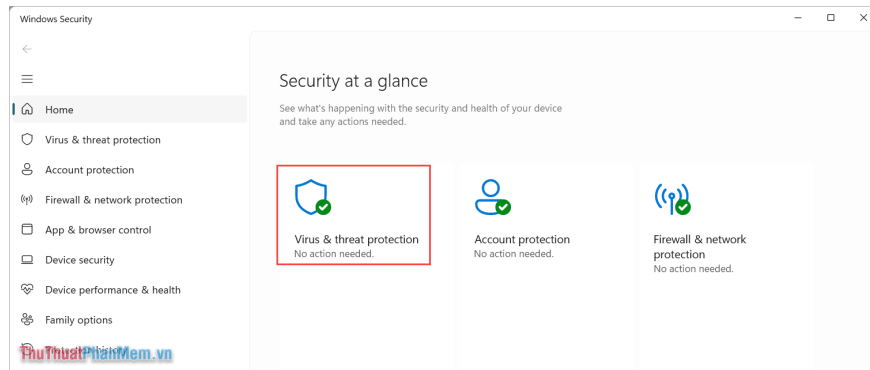 Windows Security
Home
Virus & threat protection
Account protection
Firewall & network protection
App & browser control
Device security
Device performance & health
Family options
Protection history
ThuThuatPhanMem.vn
Security at a glance
See what's happening with the security and health of your device
and take any actions needed.
Virus & threat protection
No action needed.
Account protection
No action needed.
Firewall & network
protection
No action needed.